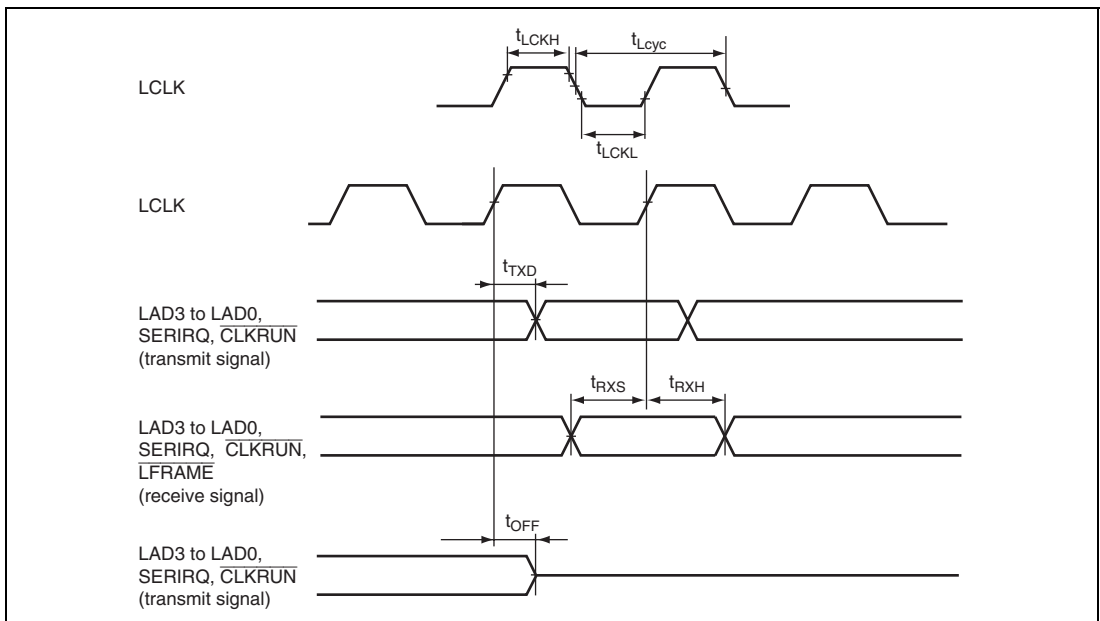 tLCKH
tLcyc
LCLK
tLCKL
LCLK
tTXD
LAD3 to LAD0,
SERIRQ, CLKRUN
(transmit signal)
tRXS
tRXH
LAD3 to LAD0,
SERIRQ, CLKRUN,
LFRAME
(receive signal)
tOFF
LAD3 to LAD0,
SERIRQ, CLKRUN
(transmit signal)